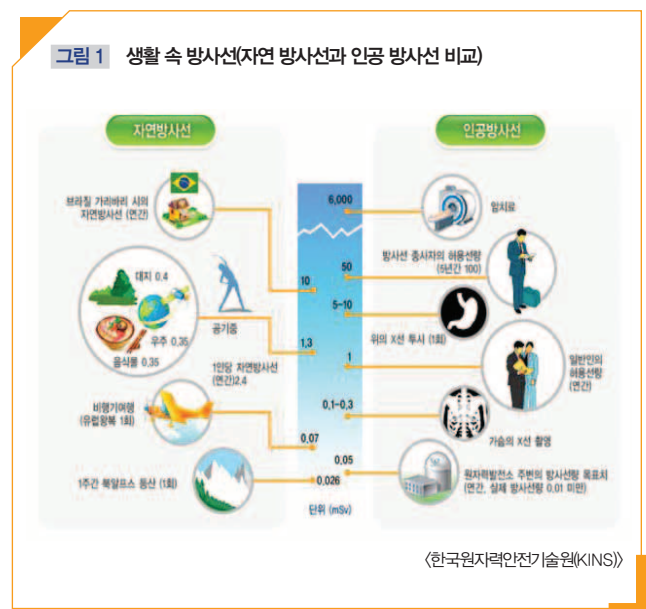 그림 1 생활 속 방사선(자연 방사선과 인공 방사선 비교)
자연방사선
인공방사선
브라질 가리바리 시의
자연방사선 (연간)
6,000
암치료
방사선 종사자의 허용선량
(5년간 100)
50
10
대지 0.4
우주 0.35
음식물 0.35
공기중
5-10
위의 X선 투시 (1회)
1.3
1인당 자연방사선
(연간)2.4
1
일반인의
허용선량
(연간)
비행기여행
(유럽왕복 1회)
0.1-0.3
가슴의 X선 촬영
0.07
0.05
원자력발전소 주변의 방사선량 목표치
(연간, 실제 방사선량 0.01 미만)
1주간 북알프스 등산 (1회)
0.026
단위 (mSv)
〈한국원자력안전기술원(KINS)〉